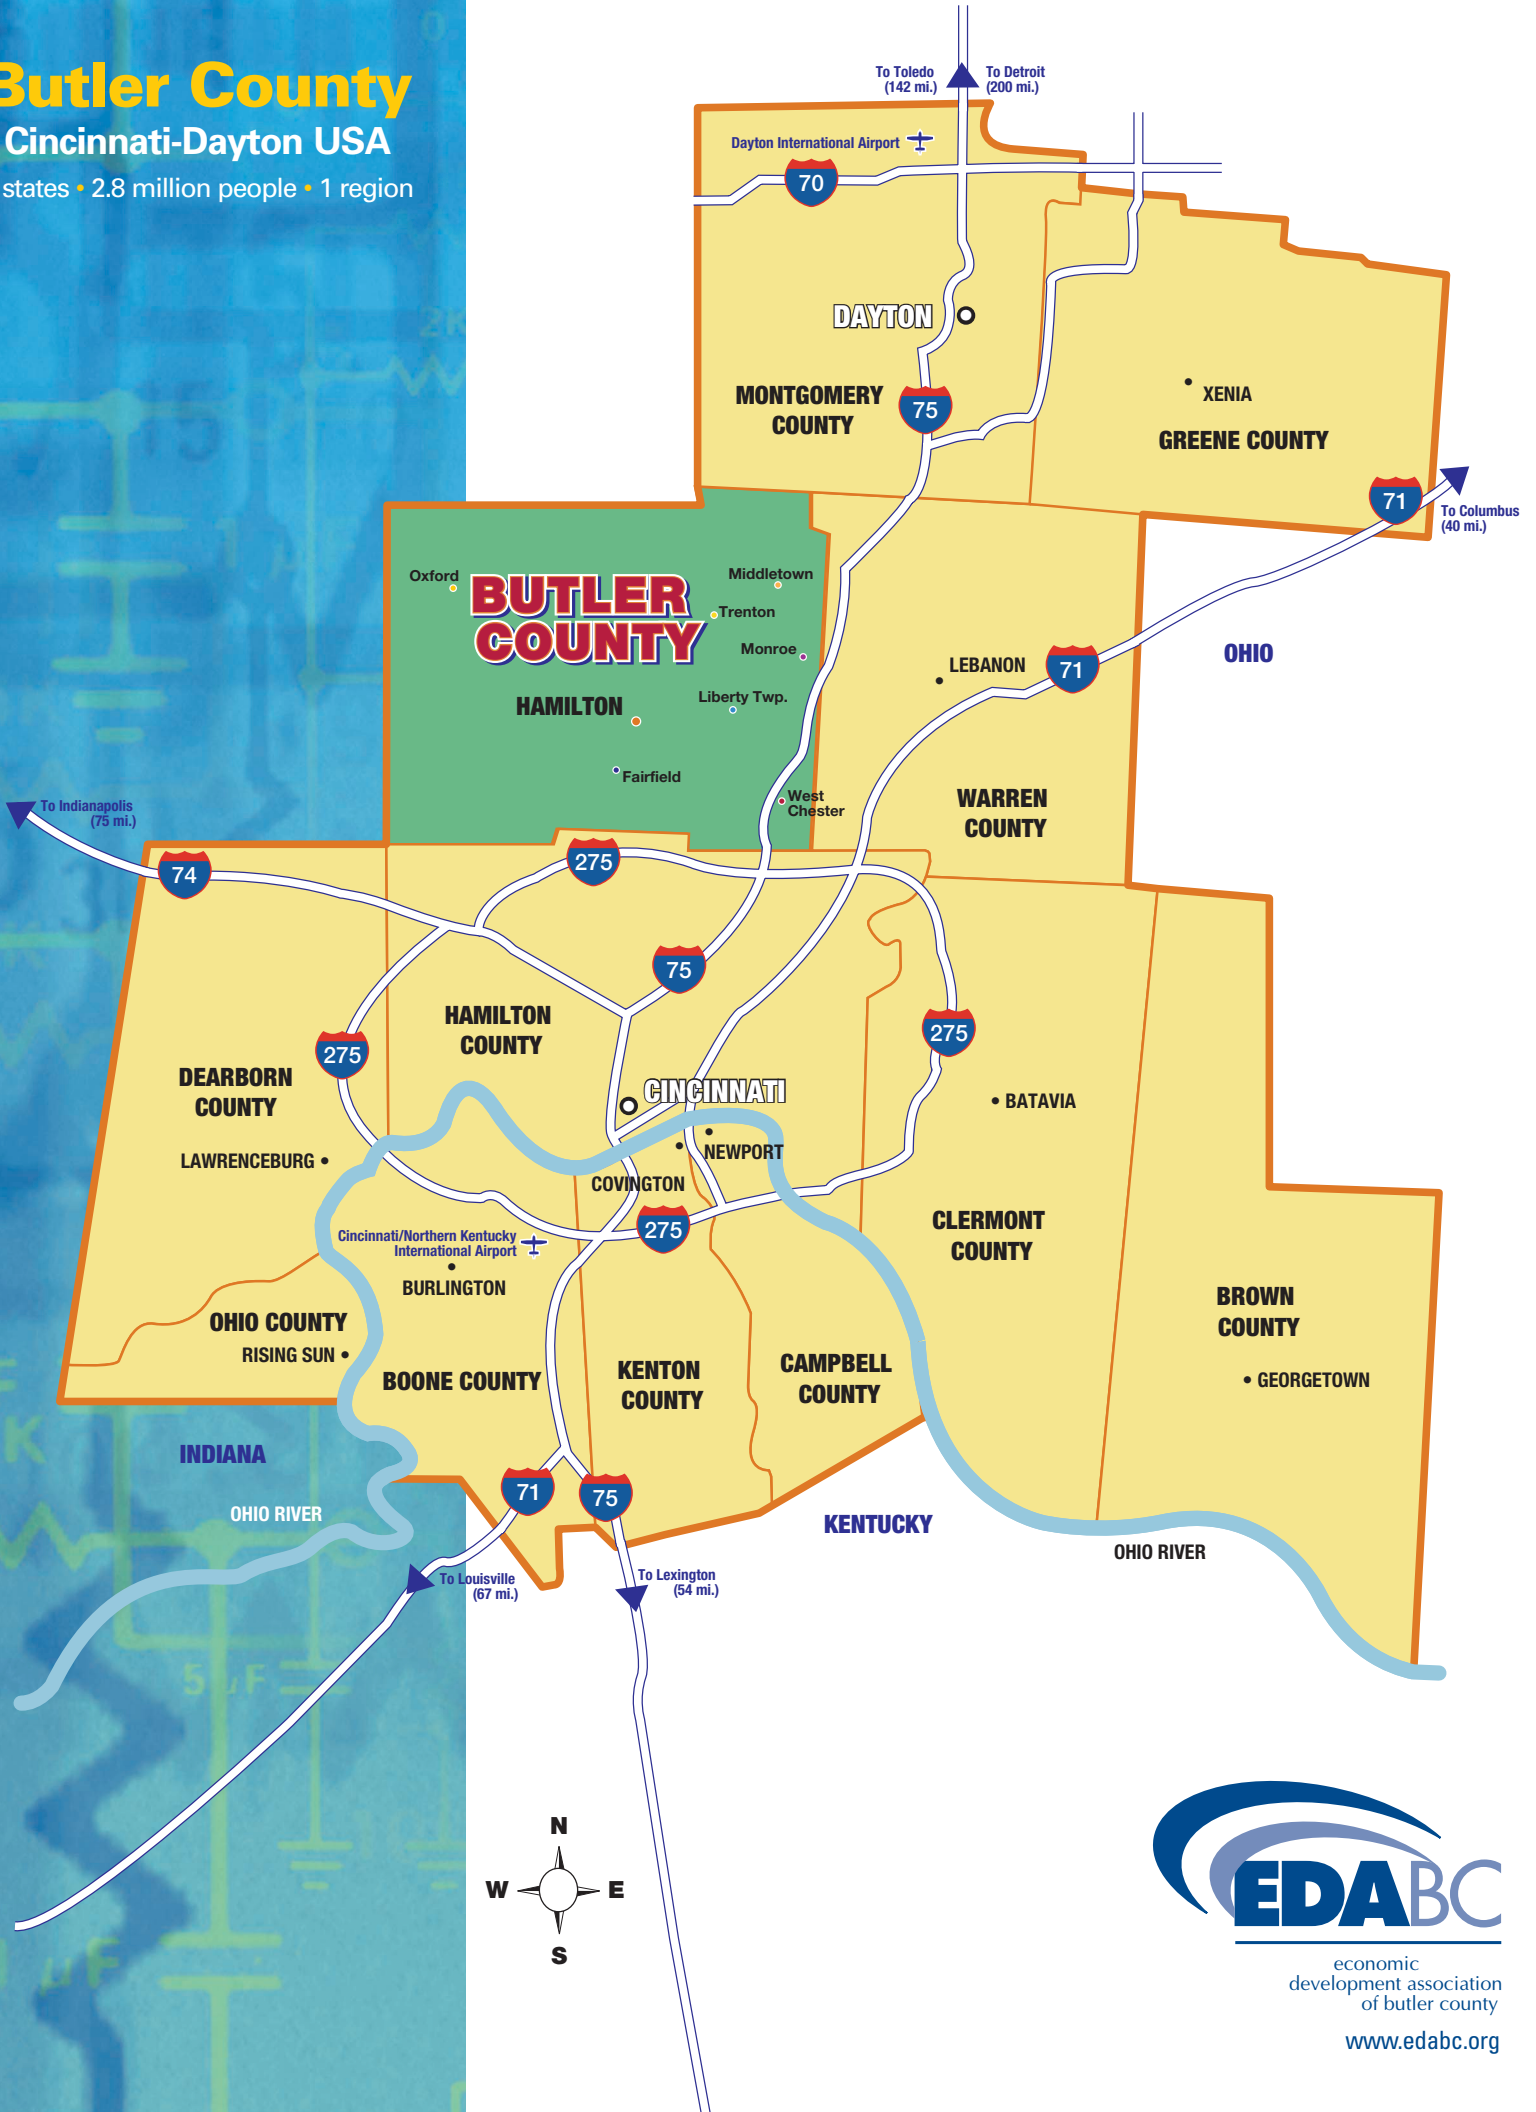 Butler County
Cincinnati-Dayton USA
states • 2.8 million people • 1 region
To Toledo
(142 mi.)
To Detroit
(200 mi.)
Dayton International Airport
70
DAYTON
MONTGOMERY
COUNTY
75
XENIA
GREENE COUNTY
71
To Columbus
(40 mi.)
Oxford
BUTLER
COUNTY
Middletown
Trenton
Monroe
Liberty Twp.
HAMILTON
Fairfield
West
Chester
LEBANON
71
OHIO
WARREN
COUNTY
To Indianapolis
(75 mi.)
74
275
75
HAMILTON
COUNTY
275
275
DEARBORN
COUNTY
CINCINNATI
BATAVIA
LAWRENCEBURG
NEWPORT
COVINGTON
275
Cincinnati/Northern Kentucky
International Airport
BURLINGTON
CLERMONT
COUNTY
OHIO COUNTY
RISING SUN
BROWN
COUNTY
BOONE COUNTY
KENTON
COUNTY
CAMPBELL
COUNTY
GEORGETOWN
INDIANA
OHIO RIVER
71
75
KENTUCKY
OHIO RIVER
To Louisville
(67 mi.)
To Lexington
(54 mi.)
N
W
E
S
EDABC
economic
development association
of butler county
www.edabc.org
2K
15
1 µ
K
5 µF
µF